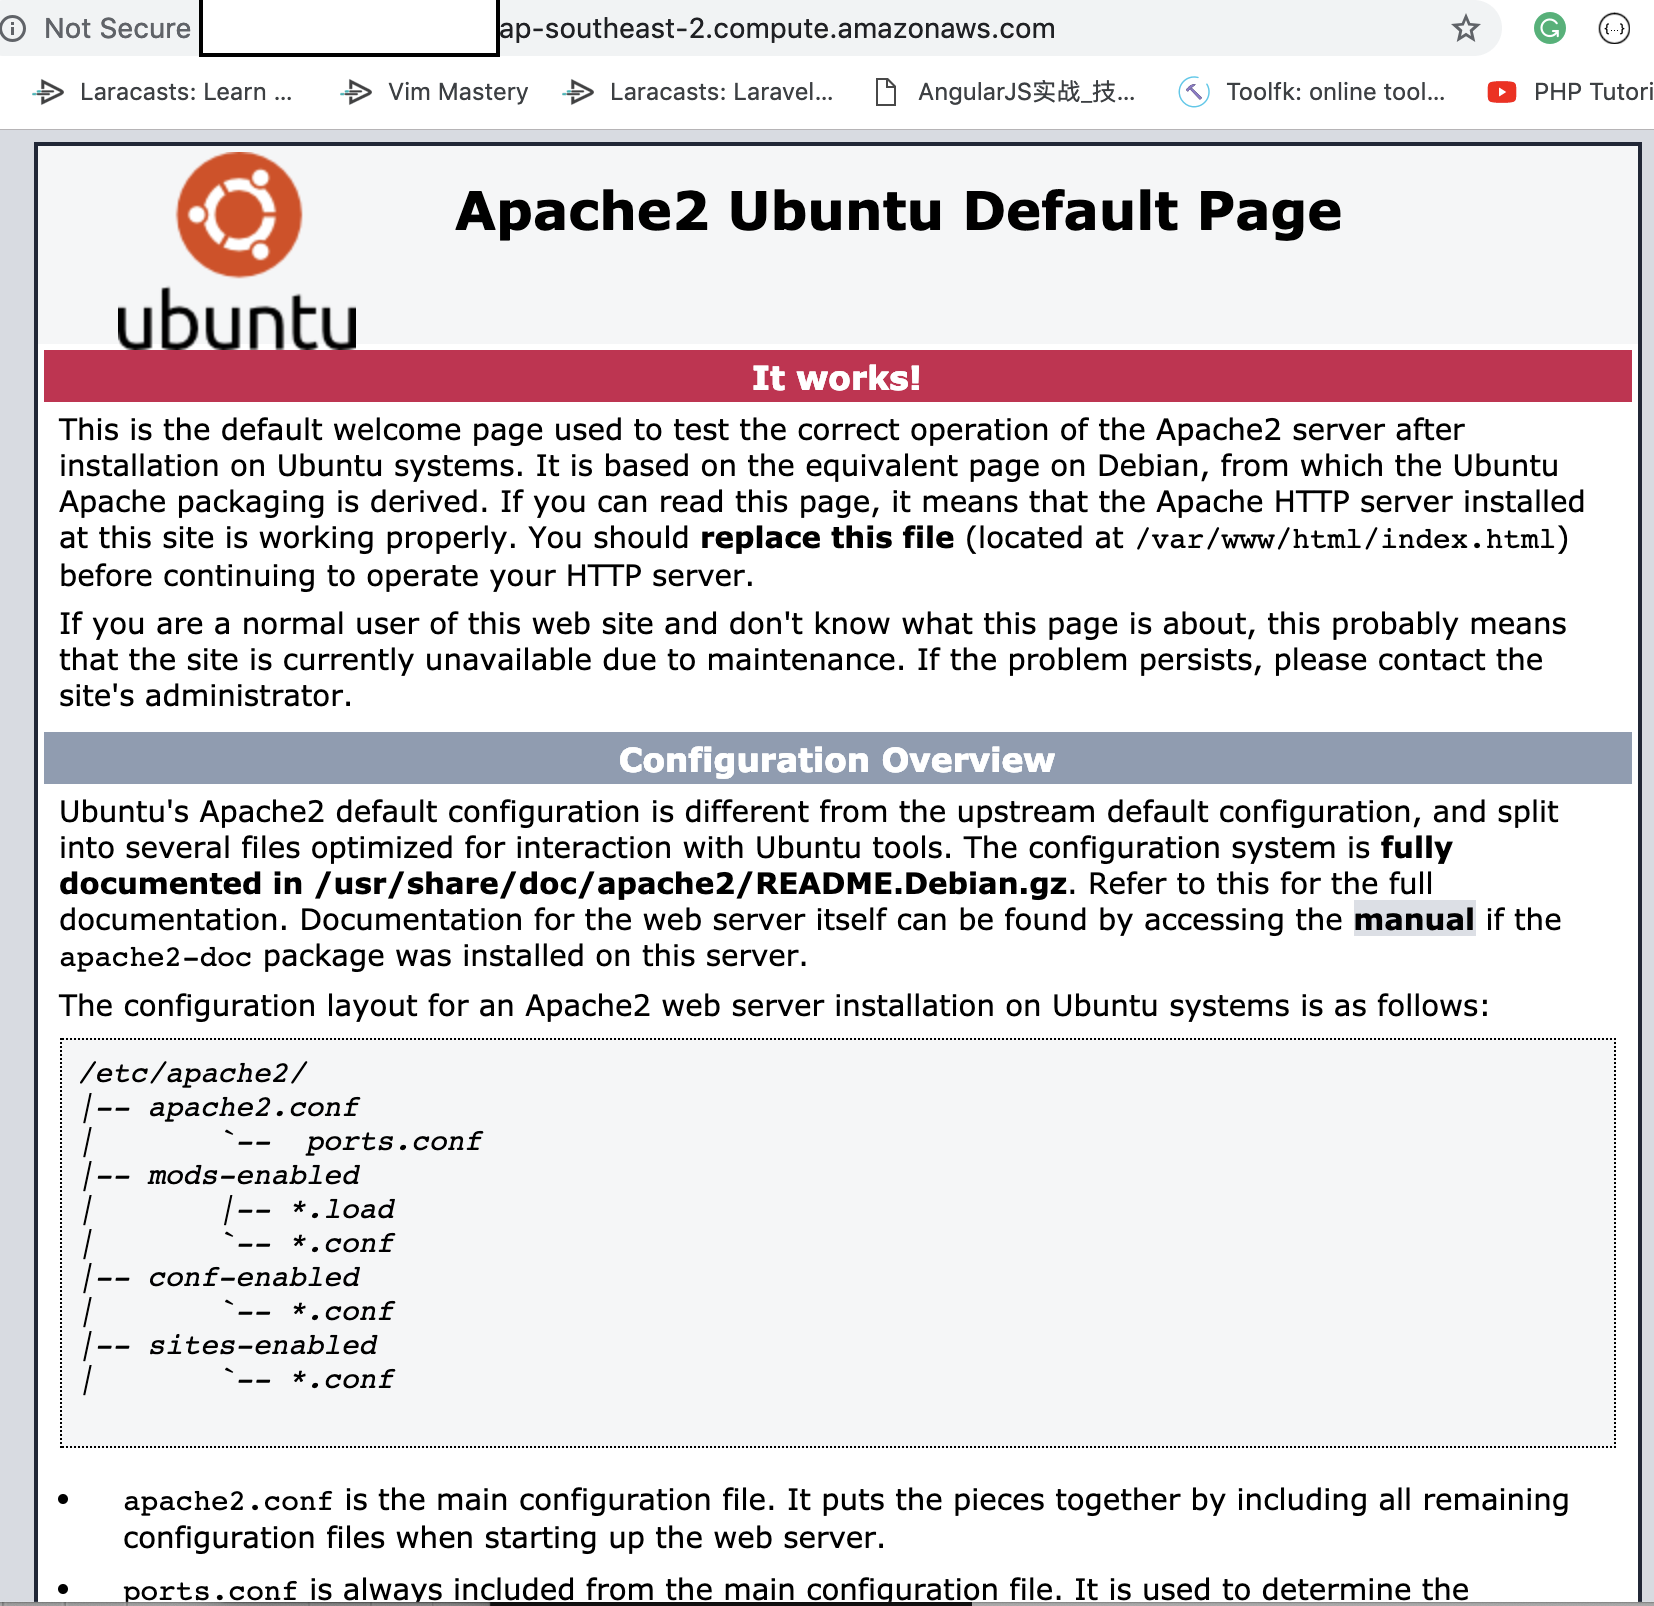 Not Secure
ap-southeast-2.compute.amazonaws.com
Laracasts: Learn ...
Vim Mastery
Laracasts: Laravel...
AngularJS实战_技...
Toolfk: online tool...
PHP Tutori
Apache2 Ubuntu Default Page
ubuntu
It works!
This is the default welcome page used to test the correct operation of the Apache2 server after
installation on Ubuntu systems. It is based on the equivalent page on Debian, from which the Ubuntu
Apache packaging is derived. If you can read this page, it means that the Apache HTTP server installed
at this site is working properly. You should replace this file (located at /var/www/html/index.html)
before continuing to operate your HTTP server.
If you are a normal user of this web site and don't know what this page is about, this probably means
that the site is currently unavailable due to maintenance. If the problem persists, please contact the
site's administrator.
Configuration Overview
Ubuntu's Apache2 default configuration is different from the upstream default configuration, and split
into several files optimized for interaction with Ubuntu tools. The configuration system is fully
documented in /usr/share/doc/apache2/README.Debian.gz. Refer to this for the full
documentation. Documentation for the web server itself can be found by accessing the manual if the
apache2-doc package was installed on this server.
The configuration layout for an Apache2 web server installation on Ubuntu systems is as follows:
/etc/apache2/
|-- apache2.conf
|       `--  ports.conf
|-- mods-enabled
|       |-- *.load
|       `-- *.conf
|-- conf-enabled
|       `-- *.conf
|-- sites-enabled
|       `-- *.conf
• apache2.conf is the main configuration file. It puts the pieces together by including all remaining
configuration files when starting up the web server.
• ports.conf is always included from the main configuration file. It is used to determine the